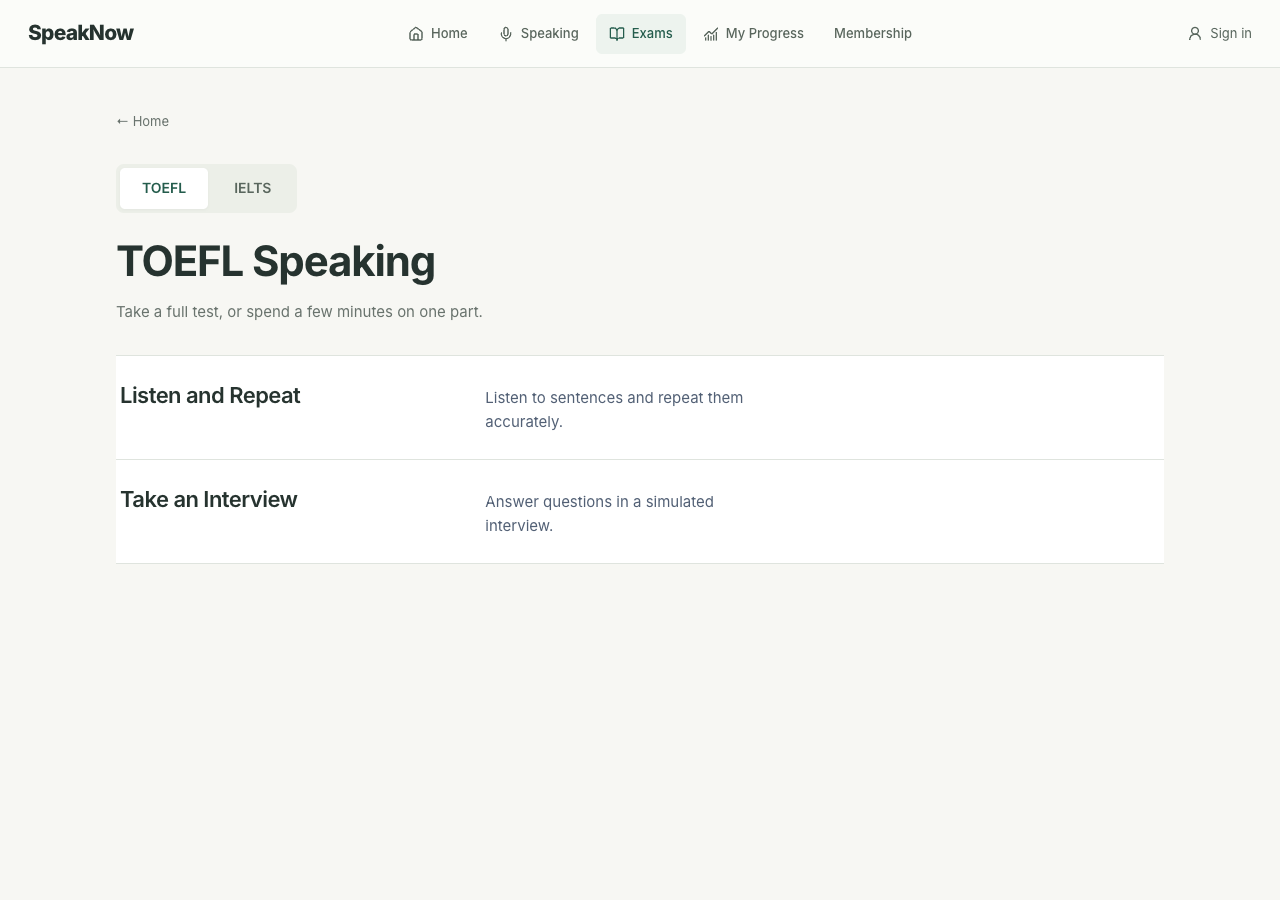 SpeakNow
Home
Speaking
Exams
My Progress
Membership
Sign in
← Home
TOEFL
IELTS
TOEFL Speaking
Take a full test, or spend a few minutes on one part.
Listen and Repeat
Listen to sentences and repeat them
accurately.
Take an Interview
Answer questions in a simulated
interview.